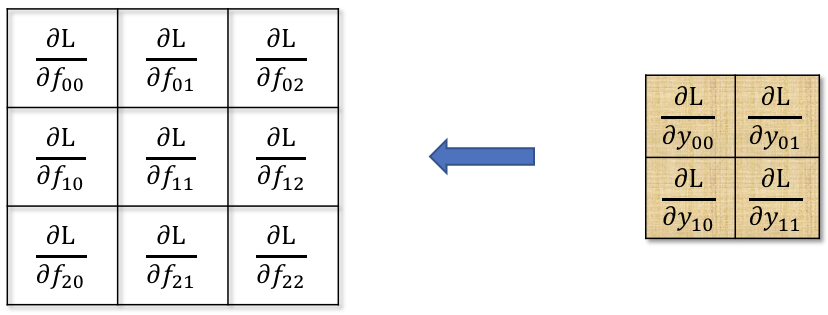 ∂L/∂f₀₀ ∂L/∂f₀₁ ∂L/∂f₀₂
∂L/∂f₁₀ ∂L/∂f₁₁ ∂L/∂f₁₂
∂L/∂f₂₀ ∂L/∂f₂₁ ∂L/∂f₂₂
∂L/∂y₀₀ ∂L/∂y₀₁
∂L/∂y₁₀ ∂L/∂y₁₁